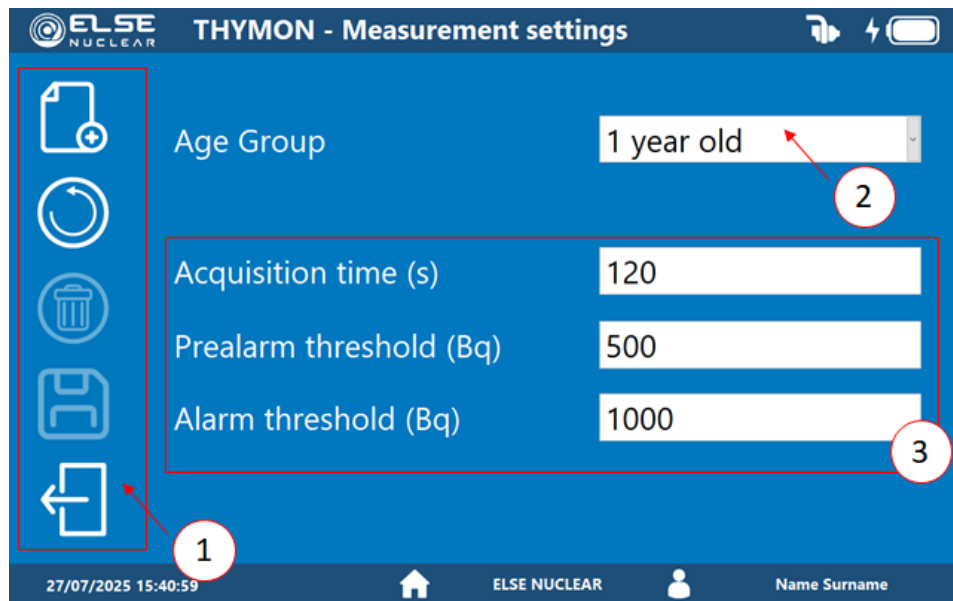 ELSE
NUCLEAR
THYMON - Measurement settings
Age Group
1 year old
2
Acquisition time (s)
120
Prealarm threshold (Bq)
500
Alarm threshold (Bq)
1000
3
1
27/07/2025 15:40:59
ELSE NUCLEAR
Name Surname